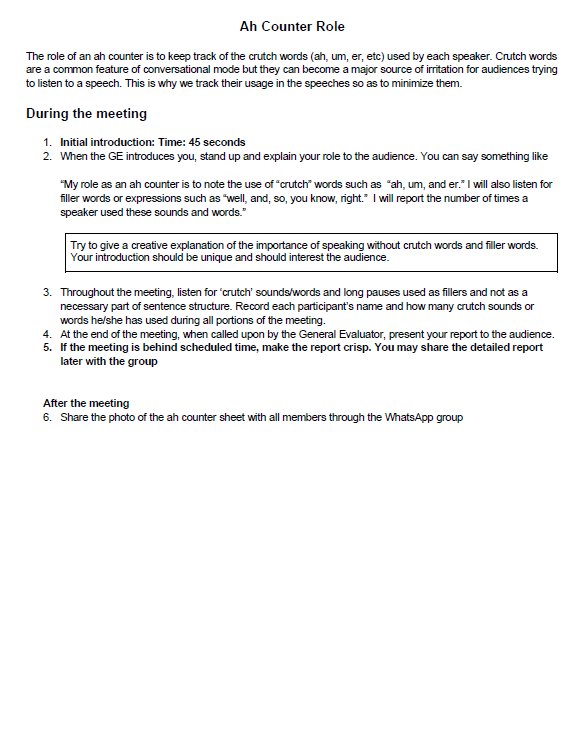 Ah Counter Role
The role of an ah counter is to keep track of the crutch words (ah, um, er, etc) used by each speaker. Crutch words
are a common feature of conversational mode but they can become a major source of irritation for audiences trying
to listen to a speech. This is why we track their usage in the speeches so as to minimize them.
During the meeting
1. Initial introduction: Time: 45 seconds
2. When the GE introduces you, stand up and explain your role to the audience. You can say something like
“My role as an ah counter is to note the use of “crutch” words such as “ah, um, and er.” I will also listen for
filler words or expressions such as “well, and, so, you know, right.” I will report the number of times a
speaker used these sounds and words.”
Try to give a creative explanation of the importance of speaking without crutch words and filler words.
Your introduction should be unique and should interest the audience.
3. Throughout the meeting, listen for ‘crutch’ sounds/words and long pauses used as fillers and not as a
necessary part of sentence structure. Record each participant’s name and how many crutch sounds or
words he/she has used during all portions of the meeting.
4. At the end of the meeting, when called upon by the General Evaluator, present your report to the audience.
5. If the meeting is behind scheduled time, make the report crisp. You may share the detailed report
later with the group
After the meeting
6. Share the photo of the ah counter sheet with all members through the WhatsApp group